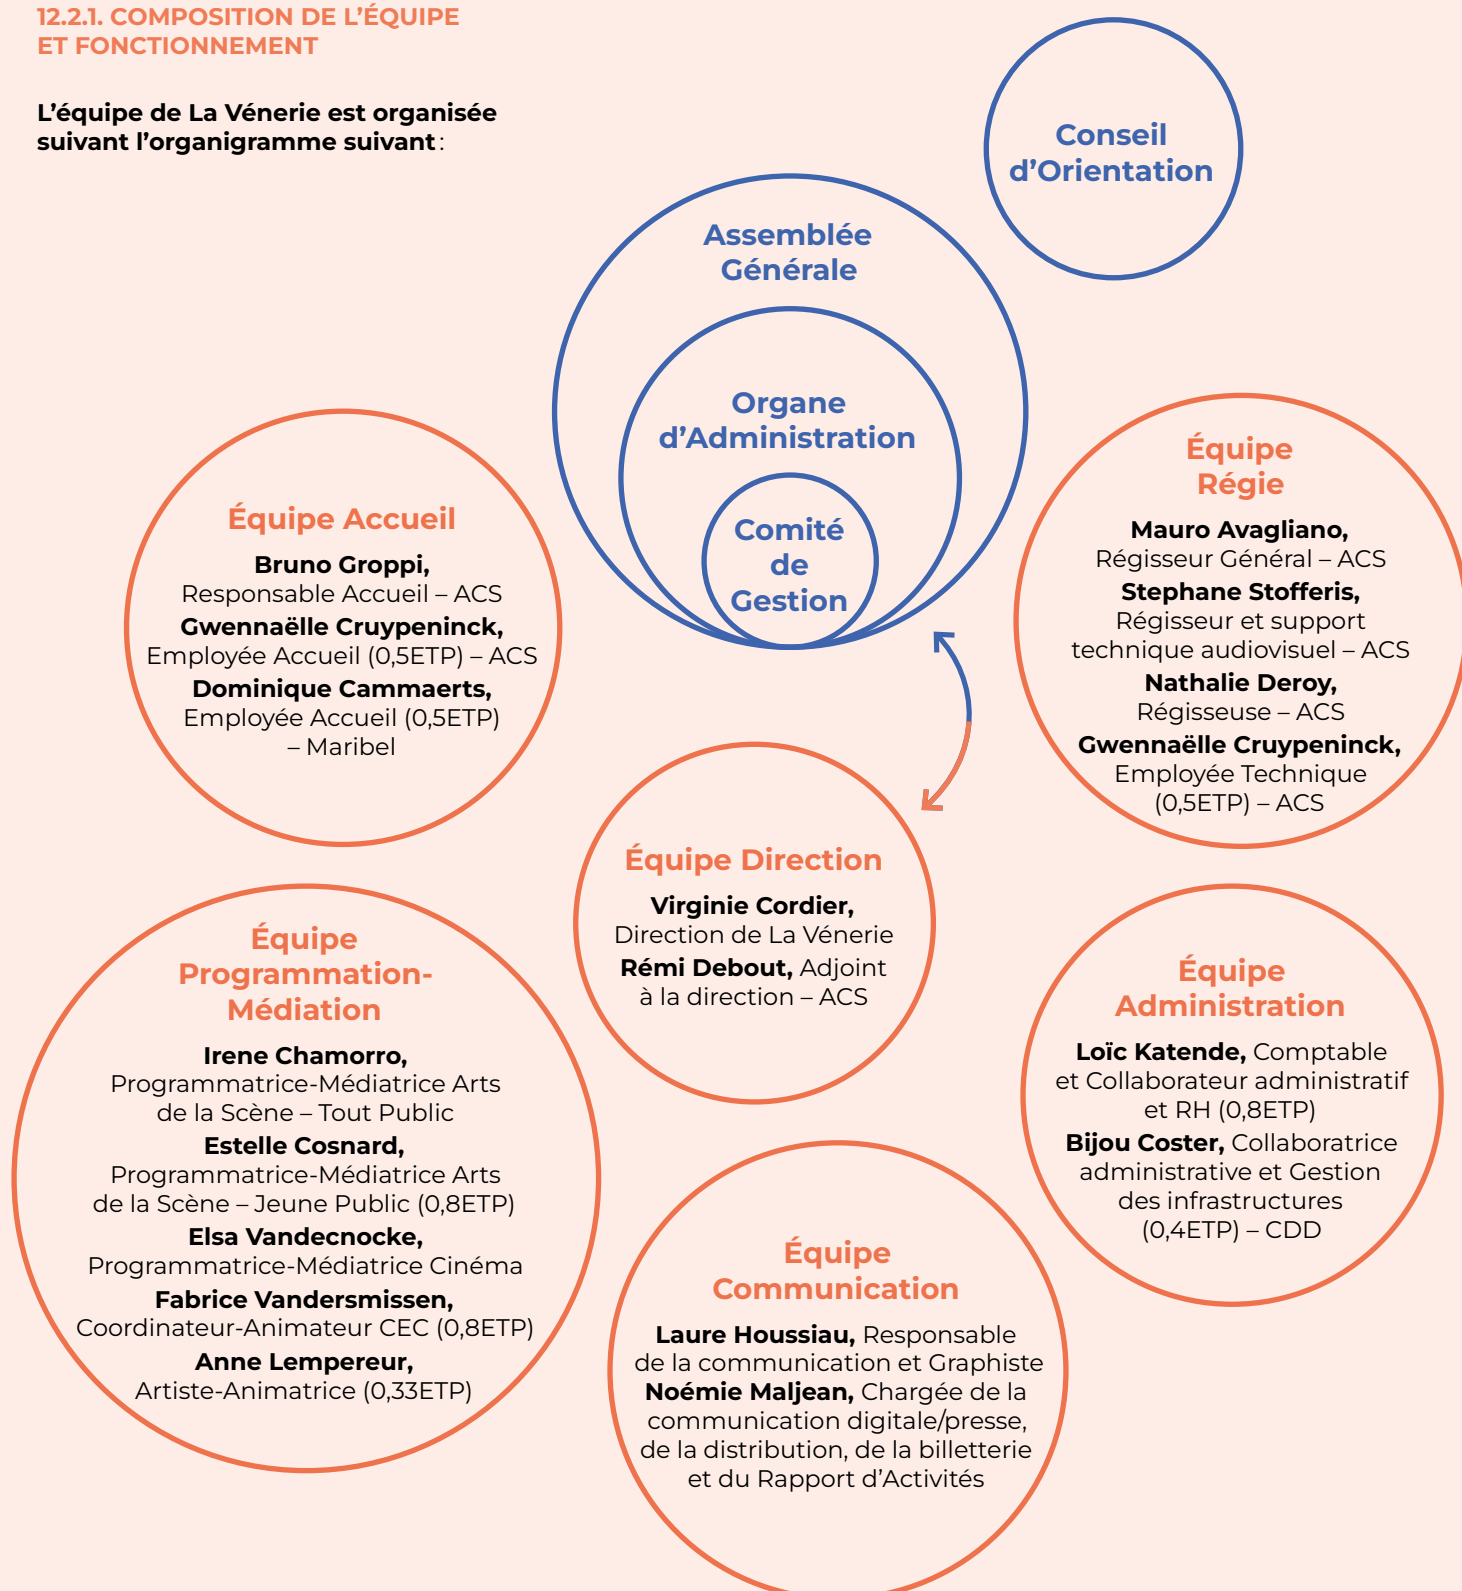 12.2.1. COMPOSITION DE L'ÉQUIPE
ET FONCTIONNEMENT
L'équipe de La Vénerie est organisée
suivant l'organigramme suivant :
Conseil
d'Orientation
Assemblée
Générale
Organe
d'Administration
Comité
de
Gestion
Équipe Accueil
Bruno Groppi,
Responsable Accueil – ACS
Gwennaëlle Cruypeninck,
Employée Accueil (0,5ETP) – ACS
Dominique Cammaerts,
Employée Accueil (0,5ETP)
– Maribel
Équipe
Régie
Mauro Avagliano,
Régisseur Général – ACS
Stephane Stofferis,
Régisseur et support
technique audiovisuel – ACS
Nathalie Deroy,
Régisseuse – ACS
Gwennaëlle Cruypeninck,
Employée Technique
(0,5ETP) – ACS
Équipe Direction
Virginie Cordier,
Direction de La Vénerie
Rémi Debout, Adjoint
à la direction – ACS
Équipe
Programmation-
Médiation
Irene Chamorro,
Programmatrice-Médiatrice Arts
de la Scène – Tout Public
Estelle Cosnard,
Programmatrice-Médiatrice Arts
de la Scène – Jeune Public (0,8ETP)
Elsa Vandecnocke,
Programmatrice-Médiatrice Cinéma
Fabrice Vandersmissen,
Coordinateur-Animateur CEC (0,8ETP)
Anne Lempereur,
Artiste-Animatrice (0,33ETP)
Équipe
Administration
Loïc Katende, Comptable
et Collaborateur administratif
et RH (0,8ETP)
Bijou Coster, Collaboratrice
administrative et Gestion
des infrastructures
(0,4ETP) – CDD
Équipe
Communication
Laure Houssiau, Responsable
de la communication et Graphiste
Noémie Maljean, Chargée de la
communication digitale/presse,
de la distribution, de la billetterie
et du Rapport d'Activités